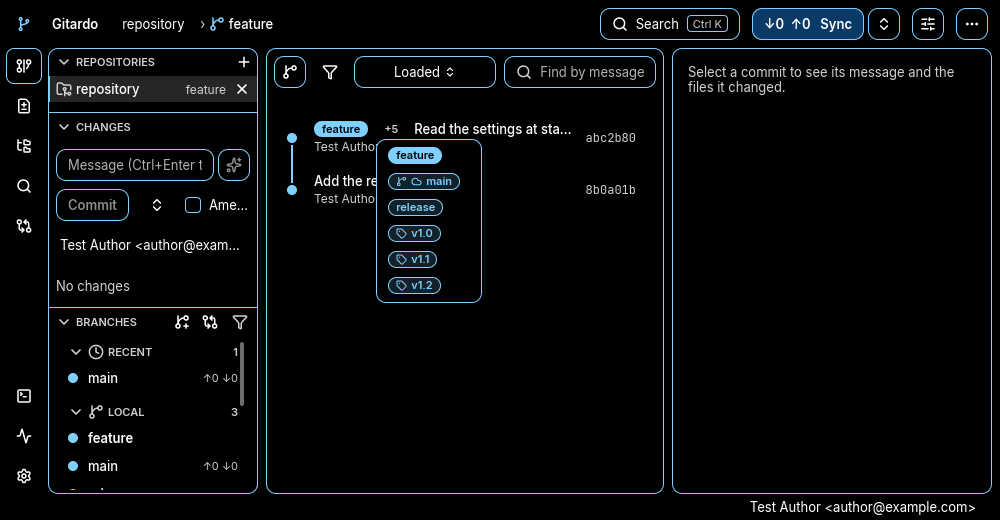 Gitardo repository › feature Search Ctrl K ↓0 ↑0 Sync
REPOSITORIES
repository feature
CHANGES
Message (Ctrl+Enter t
Commit Ame...
Test Author <author@exam...
No changes
BRANCHES
RECENT 1
main ↑0 ↓0
LOCAL 3
feature
main ↑0 ↓0
Loaded Find by message
feature +5 Read the settings at sta... abc2b80
Test Autho
Add the re 8b0a01b
Test Autho
feature
main
release
v1.0
v1.1
v1.2
Select a commit to see its message and the
files it changed.
Test Author <author@example.com>